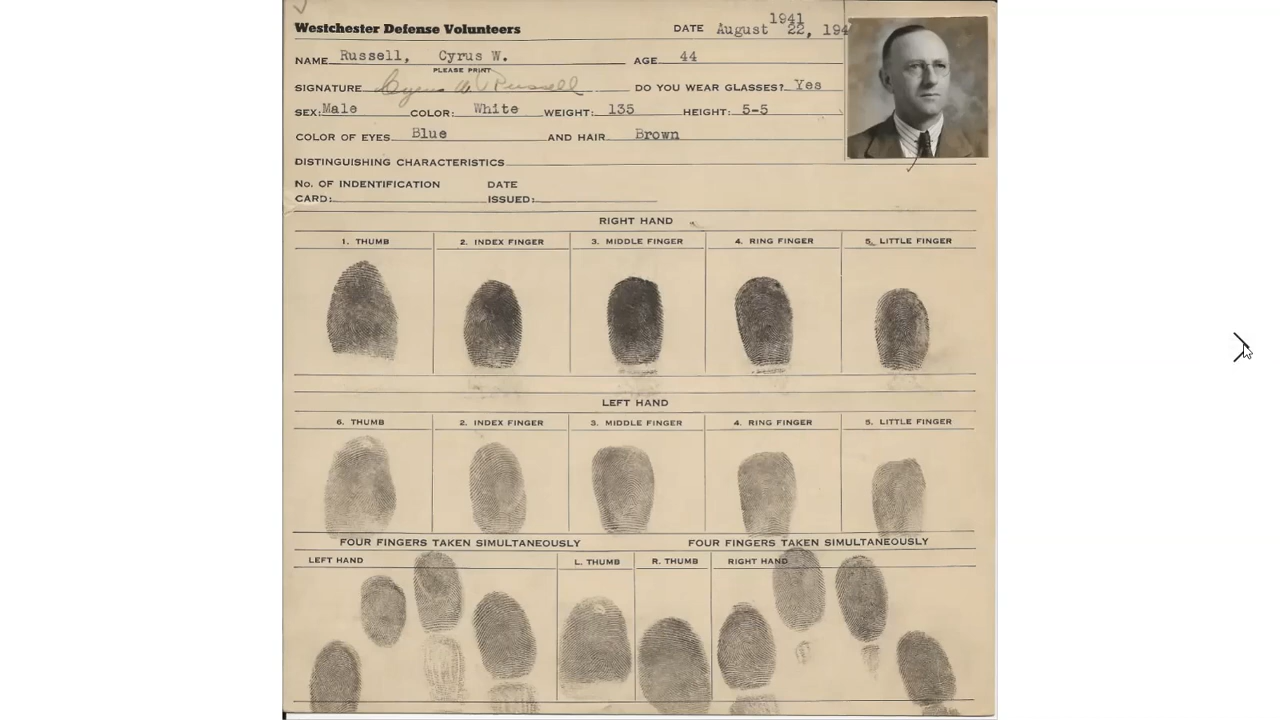 1941
Westchester Defense Volunteers DATE August 22, 194
NAME Russell, Cyrus W. AGE 44
PLEASE PRINT
SIGNATURE Cyrus W. Russell DO YOU WEAR GLASSES? Yes
SEX: Male COLOR: White WEIGHT: 135 HEIGHT: 5-5
COLOR OF EYES Blue AND HAIR Brown
DISTINGUISHING CHARACTERISTICS
No. OF INDENTIFICATION DATE
CARD: ISSUED:
RIGHT HAND
1. THUMB 2. INDEX FINGER 3. MIDDLE FINGER 4. RING FINGER 5. LITTLE FINGER
LEFT HAND
6. THUMB 2. INDEX FINGER 3. MIDDLE FINGER 4. RING FINGER 5. LITTLE FINGER
FOUR FINGERS TAKEN SIMULTANEOUSLY FOUR FINGERS TAKEN SIMULTANEOUSLY
LEFT HAND L. THUMB R. THUMB RIGHT HAND